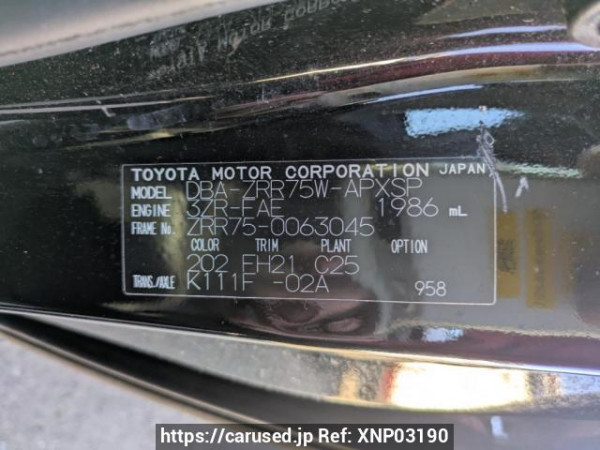 TOYOTA MOTOR CORPORATION JAPAN
MODEL DBA-ZRR75W-APXSP
ENGINE 3ZR-FAE 1986 mL
FRAME No. ZRR75-0063045
COLOR TRIM PLANT OPTION
202 FH21 C25
TRANS./AXLE K111F -02A 958
https://carused.jp Ref: XNP03190